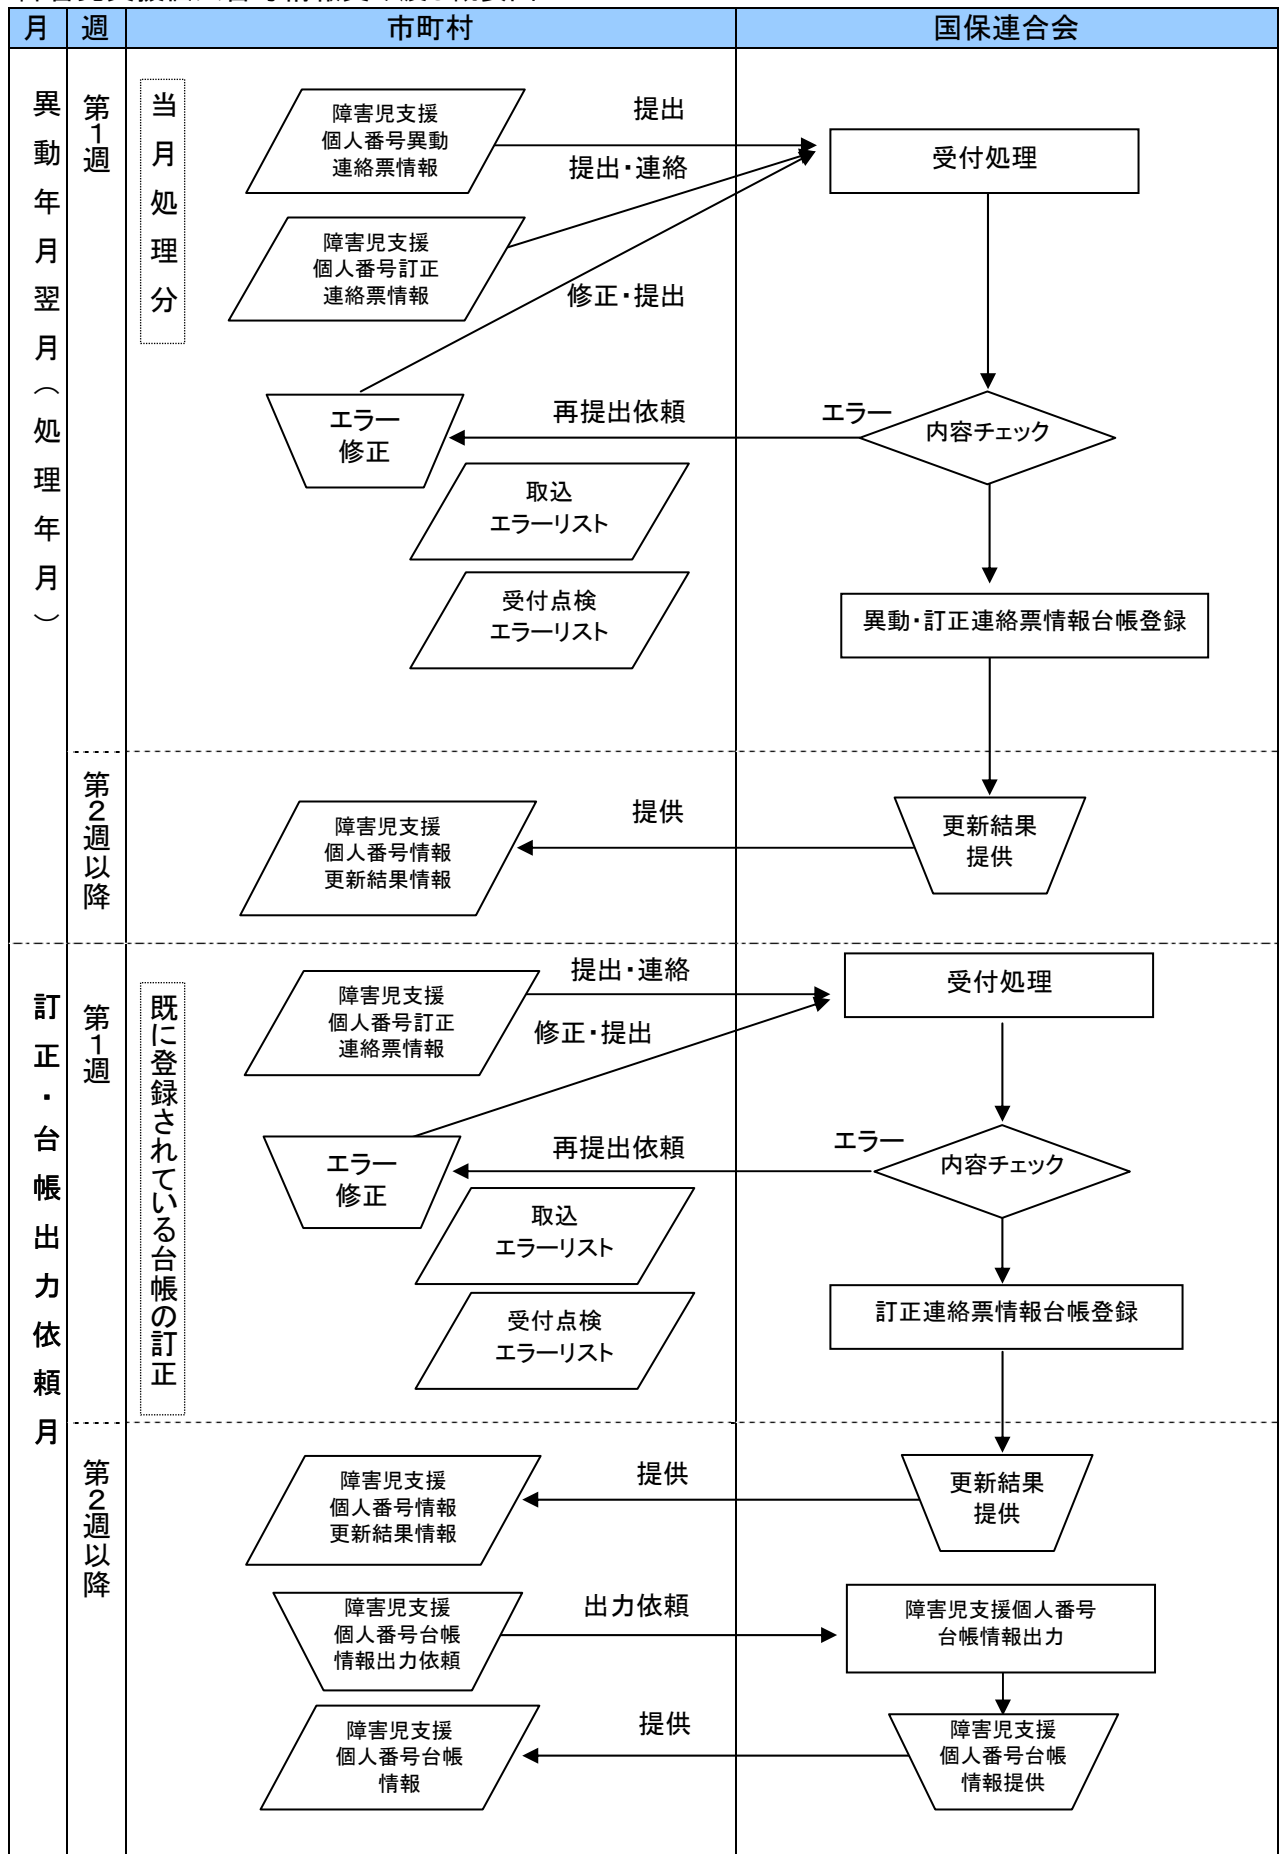 月
週
市町村
国保連合会
異動年月翌月（処理年月）
第1週
当月処理分
障害児支援
個人番号異動
連絡票情報
提出
受付処理
提出・連絡
障害児支援
個人番号訂正
連絡票情報
修正・提出
エラー
修正
再提出依頼
エラー
内容チェック
取込
エラーリスト
受付点検
エラーリスト
異動・訂正連絡票情報台帳登録
第2週以降
障害児支援
個人番号情報
更新結果情報
提供
更新結果
提供
訂正・台帳出力依頼月
第1週
既に登録されている台帳の訂正
障害児支援
個人番号訂正
連絡票情報
提出・連絡
受付処理
修正・提出
エラー
修正
再提出依頼
エラー
内容チェック
取込
エラーリスト
受付点検
エラーリスト
訂正連絡票情報台帳登録
第2週以降
障害児支援
個人番号情報
更新結果情報
提供
更新結果
提供
障害児支援
個人番号台帳
情報出力依頼
出力依頼
障害児支援個人番号
台帳情報出力
障害児支援
個人番号台帳
情報
提供
障害児支援
個人番号台帳
情報提供